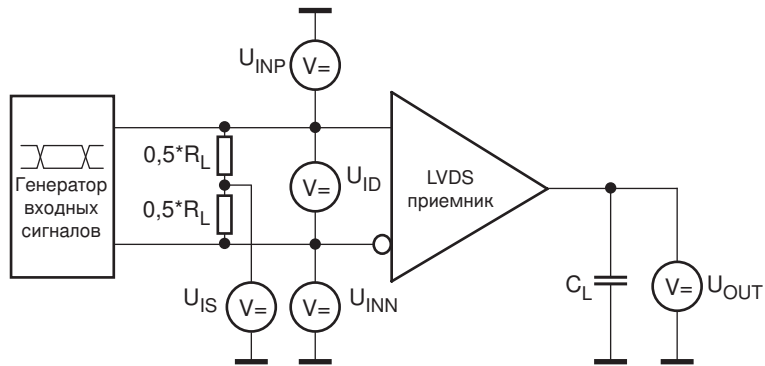 U_INP
V=
0,5*R_L
0,5*R_L
Генератор
входных
сигналов
V=
U_ID
LVDS
приемник
U_IS
V=
V=
U_INN
C_L
V=
U_OUT